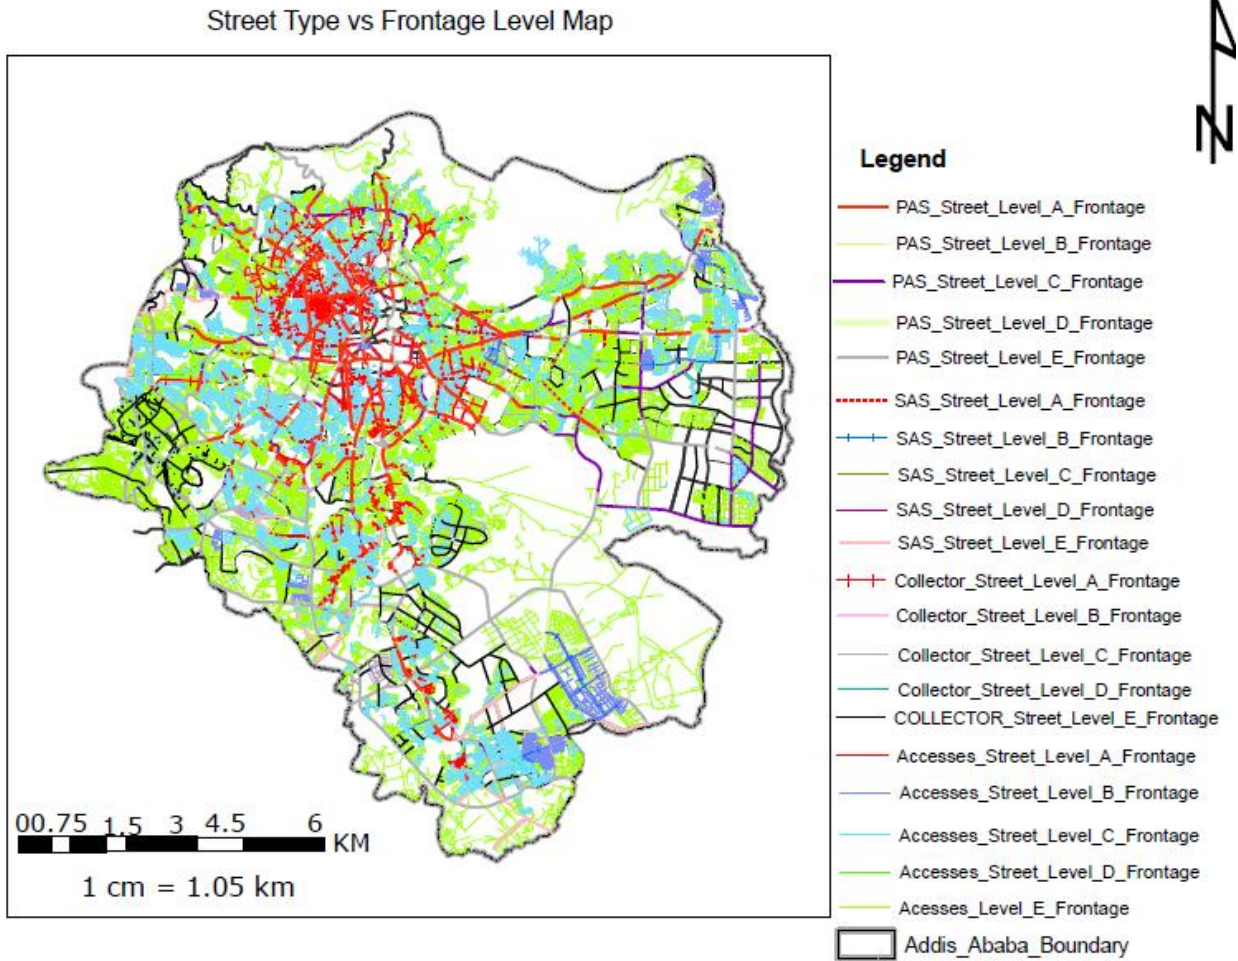 Street Type vs Frontage Level Map
N
Legend
PAS_Street_Level_A_Frontage
PAS_Street_Level_B_Frontage
PAS_Street_Level_C_Frontage
PAS_Street_Level_D_Frontage
PAS_Street_Level_E_Frontage
SAS_Street_Level_A_Frontage
SAS_Street_Level_B_Frontage
SAS_Street_Level_C_Frontage
SAS_Street_Level_D_Frontage
SAS_Street_Level_E_Frontage
Collector_Street_Level_A_Frontage
Collector_Street_Level_B_Frontage
Collector_Street_Level_C_Frontage
Collector_Street_Level_D_Frontage
COLLECTOR_Street_Level_E_Frontage
Accesses_Street_Level_A_Frontage
Accesses_Street_Level_B_Frontage
Accesses_Street_Level_C_Frontage
Accesses_Street_Level_D_Frontage
Acesses_Level_E_Frontage
Addis_Ababa_Boundary
00.75 1.5 3 4.5 6
KM
1 cm = 1.05 km